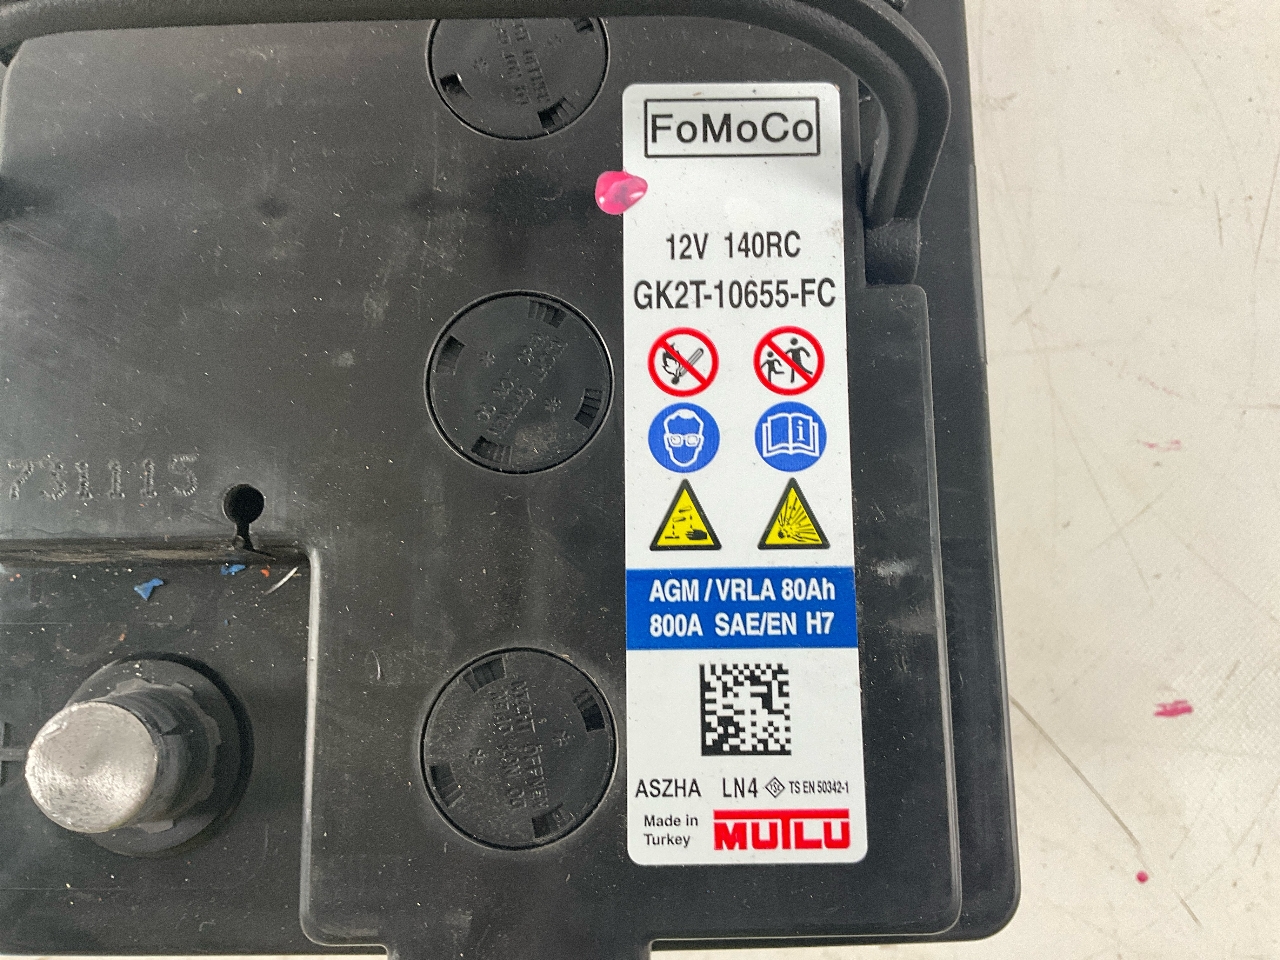 FoMoCo
12V 140RC
GK2T-10655-FC
AGM / VRLA 80Ah
800A SAE/EN H7
ASZHA LN4 TSE TS EN 50342-1
Made in
Turkey
MUTLU
731115